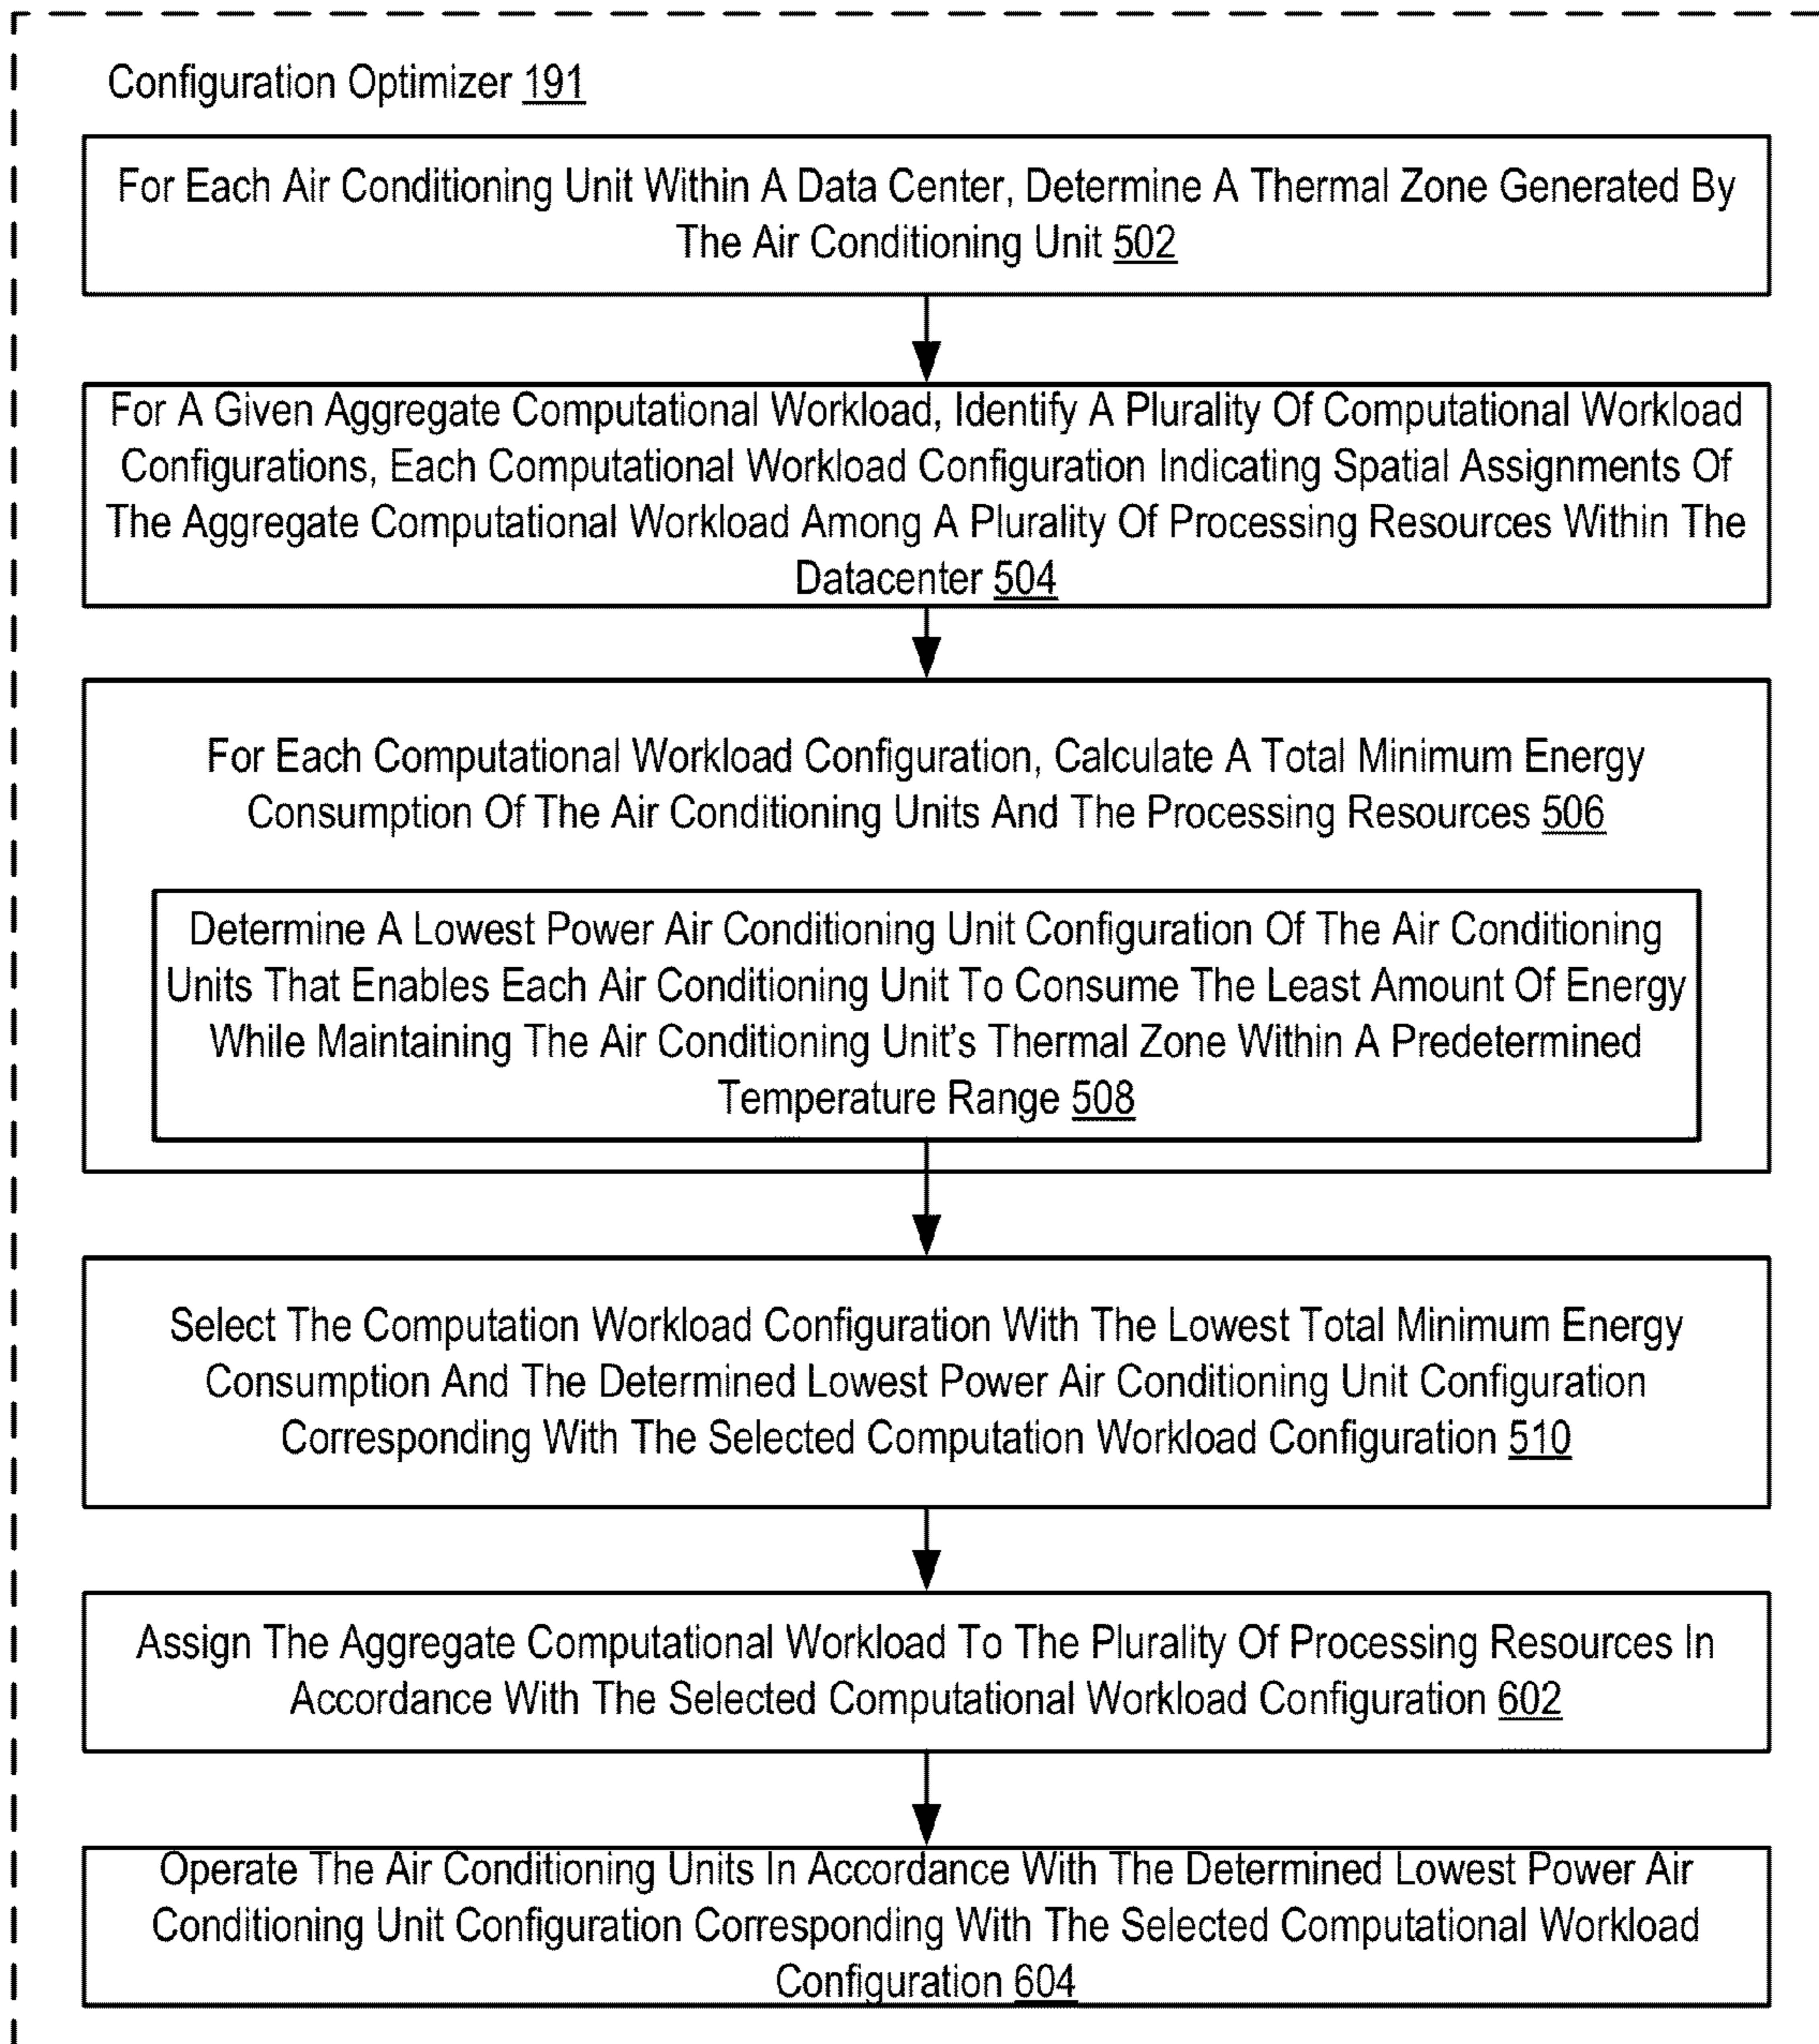 Configuration Optimizer 191
For Each Air Conditioning Unit Within A Data Center, Determine A Thermal Zone Generated By
The Air Conditioning Unit 502
For A Given Aggregate Computational Workload, Identify A Plurality Of Computational Workload
Configurations, Each Computational Workload Configuration Indicating Spatial Assignments Of
The Aggregate Computational Workload Among A Plurality Of Processing Resources Within The
Datacenter 504
For Each Computational Workload Configuration, Calculate A Total Minimum Energy
Consumption Of The Air Conditioning Units And The Processing Resources 506
Determine A Lowest Power Air Conditioning Unit Configuration Of The Air Conditioning
Units That Enables Each Air Conditioning Unit To Consume The Least Amount Of Energy
While Maintaining The Air Conditioning Unit's Thermal Zone Within A Predetermined
Temperature Range 508
Select The Computation Workload Configuration With The Lowest Total Minimum Energy
Consumption And The Determined Lowest Power Air Conditioning Unit Configuration
Corresponding With The Selected Computation Workload Configuration 510
Assign The Aggregate Computational Workload To The Plurality Of Processing Resources In
Accordance With The Selected Computational Workload Configuration 602
Operate The Air Conditioning Units In Accordance With The Determined Lowest Power Air
Conditioning Unit Configuration Corresponding With The Selected Computational Workload
Configuration 604